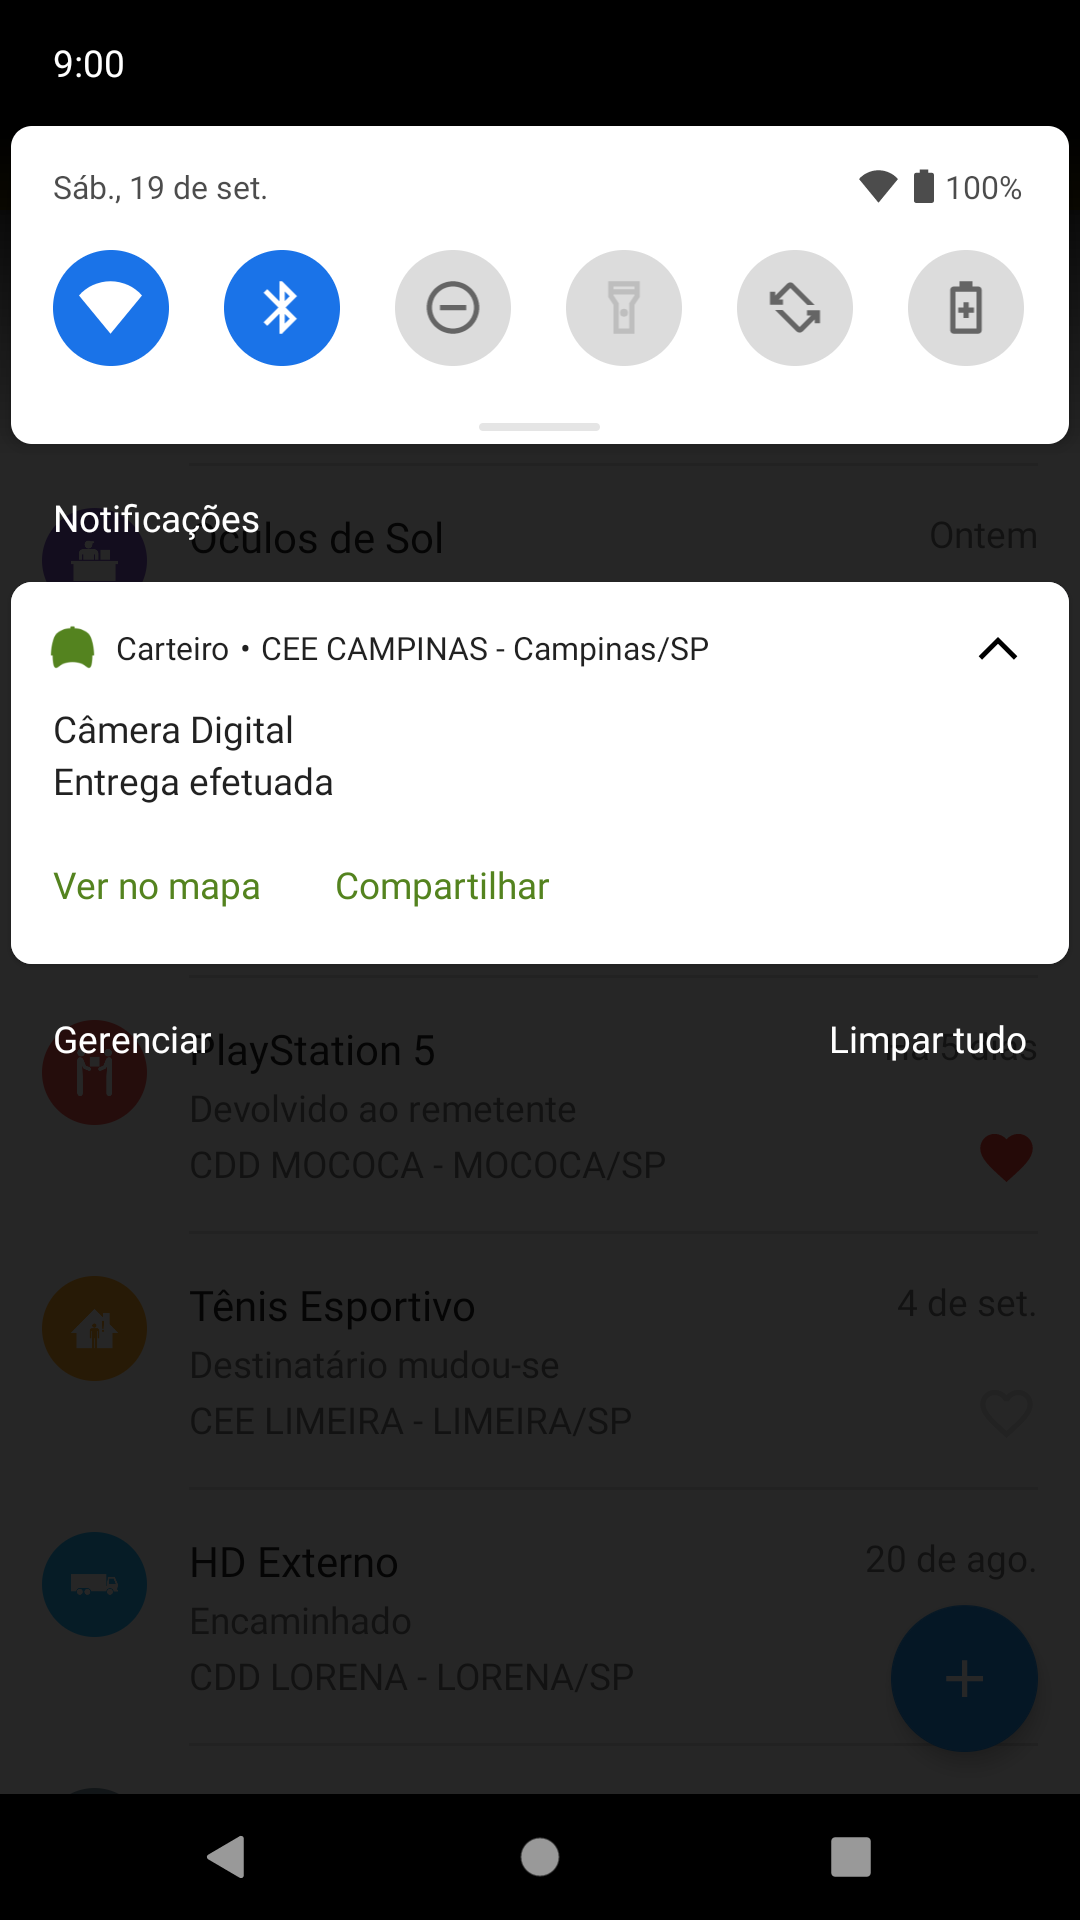 9:00
Sáb., 19 de set.
100%
Notificações
Óculos de Sol
Ontem
Carteiro • CEE CAMPINAS - Campinas/SP
Câmera Digital
Entrega efetuada
Ver no mapa
Compartilhar
Gerenciar
Limpar tudo
PlayStation 5
Há 5 dias
Devolvido ao remetente
CDD MOCOCA - MOCOCA/SP
Tênis Esportivo
4 de set.
Destinatário mudou-se
CEE LIMEIRA - LIMEIRA/SP
HD Externo
20 de ago.
Encaminhado
CDD LORENA - LORENA/SP